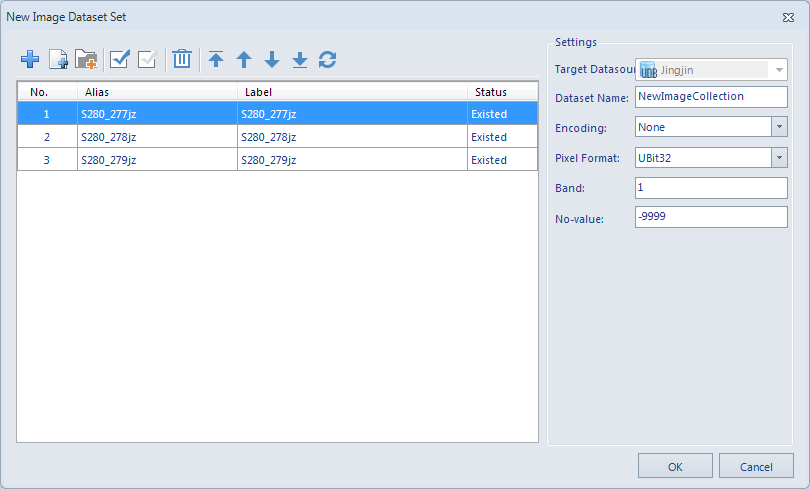 New Image Dataset Set
No. Alias Label Status
1 S280_277jz S280_277jz Existed
2 S280_278jz S280_278jz Existed
3 S280_279jz S280_279jz Existed
Settings
Target Datasour UDB Jingjin
Dataset Name: NewImageCollection
Encoding: None
Pixel Format: UBit32
Band: 1
No-value: -9999
OK Cancel